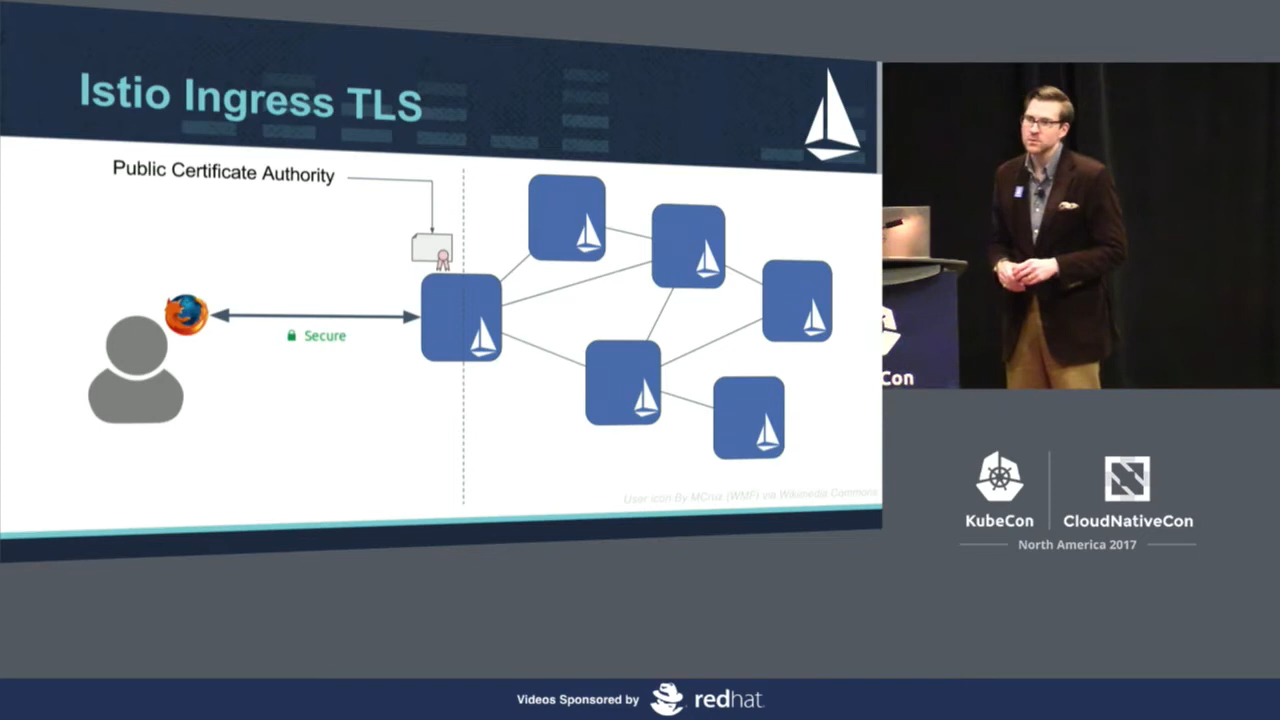 Istio Ingress TLS
Public Certificate Authority
Secure
User icon By MCruz (WMF) via Wikimedia Commons
Con
KubeCon
CloudNativeCon
North America 2017
Videos Sponsored by
redhat.